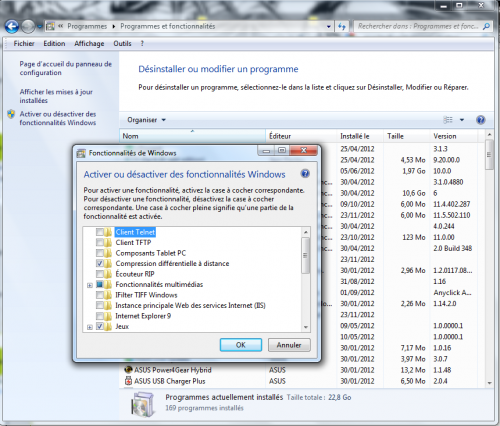 Programmes ▸ Programmes et fonctionnalités
Rechercher dans : Programmes et fonc...
Fichier Edition Affichage Outils ?
Page d'accueil du panneau de
configuration
Afficher les mises à jour
installées
Activer ou désactiver des
fonctionnalités Windows
Désinstaller ou modifier un programme
Pour désinstaller un programme, sélectionnez-le dans la liste et cliquez sur Désinstaller, Modifier ou Réparer.
Organiser
Nom Éditeur Installé le Taille Version
25/04/2012 3.1.3
25/04/2012 4,53 Mo 9.20.00.0
05/06/2012 1,97 Go 10.0.0
30/04/2012 3.1.0.4880
30/04/2012 10,6 Go 6
09/10/2012 6,00 Mo 11.4.402.287
23/11/2012 6,00 Mo 11.5.502.110
30/04/2012 4.0.244
30/04/2012 2.0 Build 348
23/11/2012
30/01/2012 2,96 Mo 1.2.0117.08...
31/08/2012 1.16
01/09/2012 Anyclick A...
30/01/2012 2,26 Mo 1.14.2.0
23/11/2012
09/05/2012 1.0.0000.1
10/05/2012 1.0.0000.1
30/01/2012 7,17 Mo 1.0.16
30/01/2012 3,97 Mo 3.0.7
ASUS Power4Gear Hybrid ASUS 30/01/2012 13,2 Mo 1.1.48
ASUS USB Charger Plus ASUS 30/01/2012 6,50 Mo 2.0.4
Programmes actuellement installés Taille totale : 22,8 Go
169 programmes installés
Fonctionnalités de Windows
Activer ou désactiver des fonctionnalités Windows
Pour activer une fonctionnalité, activez la case à cocher correspondante.
Pour désactiver une fonctionnalité, désactivez la case à cocher
correspondante. Une case à cocher pleine signifie qu'une partie de la
fonctionnalité est activée.
Client Telnet
Client TFTP
Composants Tablet PC
Compression différentielle à distance
Écouteur RIP
Fonctionnalités multimédias
IFilter TIFF Windows
Instance principale Web des services Internet (IIS)
Internet Explorer 9
Jeux
OK Annuler